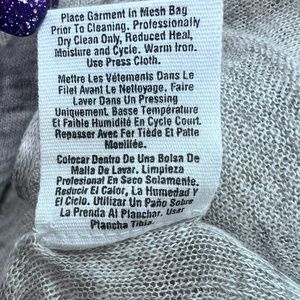 Place Garment in Mesh Bag
Prior To Cleaning. Professionally
Dry Clean Only, Reduced Heat,
Moisture and Cycle. Warm Iron.
Use Press Cloth.
Mettre Les Vêtements Dans Le
Filet Avant Le Nettoyage. Faire
Laver Dans Un Pressing
Uniquement. Basse Température
Et Faible Humidité En Cycle Court.
Repasser Avec Fer Tiède Et Patte
Mouillée.
Colocar Dentro De Una Bolsa De
Malla De Lavar. Limpieza
Profesional En Seco Solamente.
Reducir El Calor, La Humedad Y
El Ciclo. Utilizar Un Paño Sobre
La Prenda Al Planchar. Usar
Plancha Tibia.